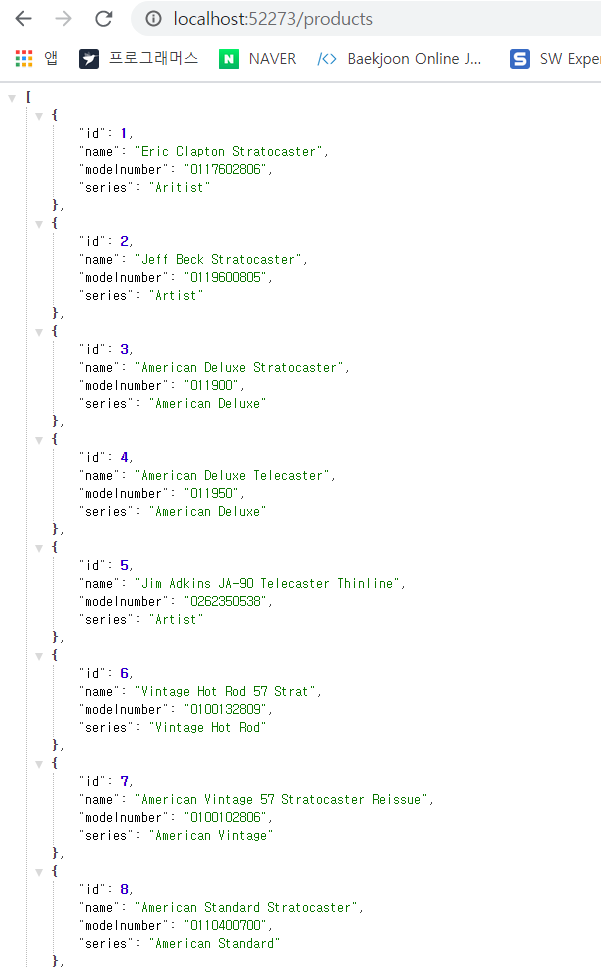 localhost:52273/products
앱 프로그래머스 NAVER </> Baekjoon Online J... SW Exper
[
{
"id": 1,
"name": "Eric Clapton Stratocaster",
"modelnumber": "0117602806",
"series": "Aritist"
},
{
"id": 2,
"name": "Jeff Beck Stratocaster",
"modelnumber": "0119600805",
"series": "Artist"
},
{
"id": 3,
"name": "American Deluxe Stratocaster",
"modelnumber": "011900",
"series": "American Deluxe"
},
{
"id": 4,
"name": "American Deluxe Telecaster",
"modelnumber": "011950",
"series": "American Deluxe"
},
{
"id": 5,
"name": "Jim Adkins JA-90 Telecaster Thinline",
"modelnumber": "0262350538",
"series": "Artist"
},
{
"id": 6,
"name": "Vintage Hot Rod 57 Strat",
"modelnumber": "0100132809",
"series": "Vintage Hot Rod"
},
{
"id": 7,
"name": "American Vintage 57 Stratocaster Reissue",
"modelnumber": "0100102806",
"series": "American Vintage"
},
{
"id": 8,
"name": "American Standard Stratocaster",
"modelnumber": "0110400700",
"series": "American Standard"
},